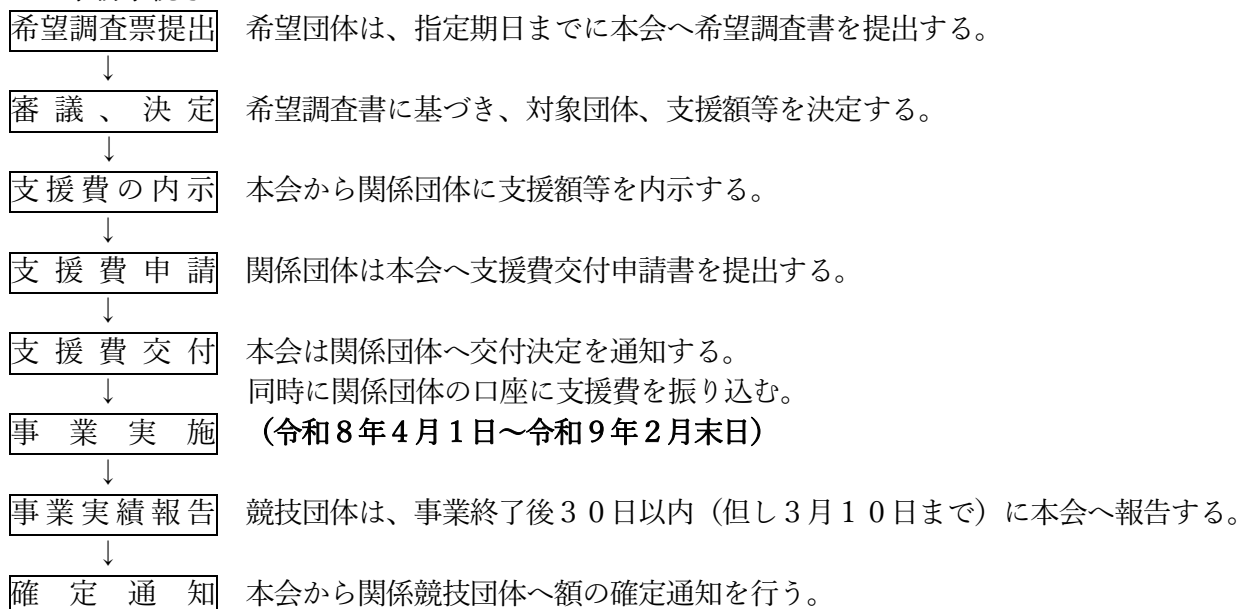 希望調査票提出 希望団体は、指定期日までに本会へ希望調査書を提出する。
↓
審議、決定 希望調査書に基づき、対象団体、支援額等を決定する。
↓
支援費の内示 本会から関係団体に支援額等を内示する。
↓
支援費申請 関係団体は本会へ支援費交付申請書を提出する。
↓
支援費交付 本会は関係団体へ交付決定を通知する。
↓ 同時に関係団体の口座に支援費を振り込む。
事業実施 (令和8年4月1日~令和9年2月末日)
↓
事業実績報告 競技団体は、事業終了後30日以内(但し3月10日まで)に本会へ報告する。
↓
確定通知 本会から関係競技団体へ額の確定通知を行う。